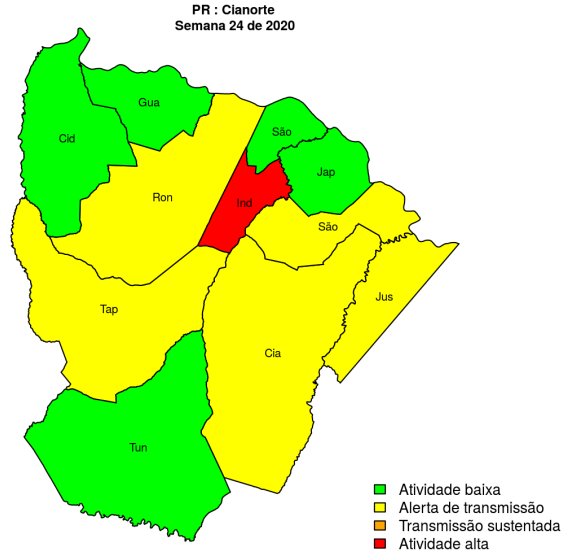 PR : Cianorte
Semana 24 de 2020
Gua
Cid
São
Jap
Ron
Ind
São
Jus
Tap
Cia
Tun
Atividade baixa
Alerta de transmissão
Transmissão sustentada
Atividade alta